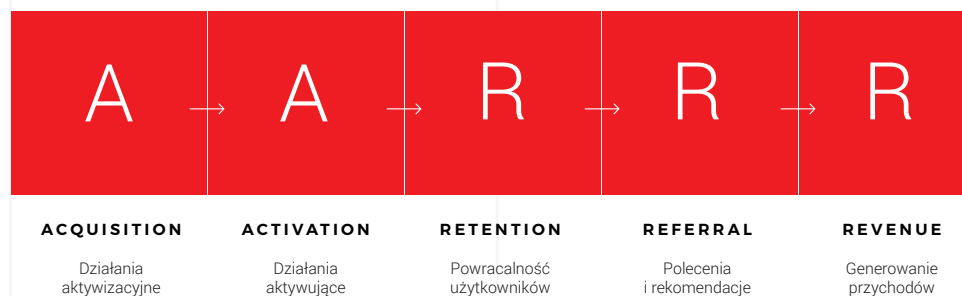 A → A → R → R → R
ACQUISITION ACTIVATION RETENTION REFERRAL REVENUE
Działania Działania Powracalność Polecenia Generowanie
aktywizacyjne aktywujące użytkowników i rekomendacje przychodów